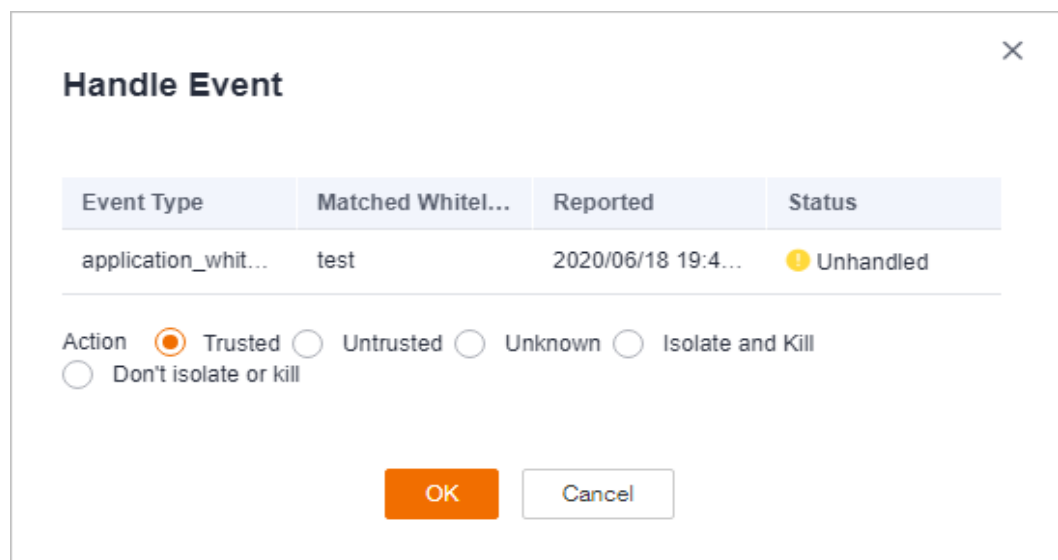 Handle Event
Event Type Matched Whitel... Reported Status
application_whit... test 2020/06/18 19:4... Unhandled
Action Trusted Untrusted Unknown Isolate and Kill
Don't isolate or kill
OK Cancel